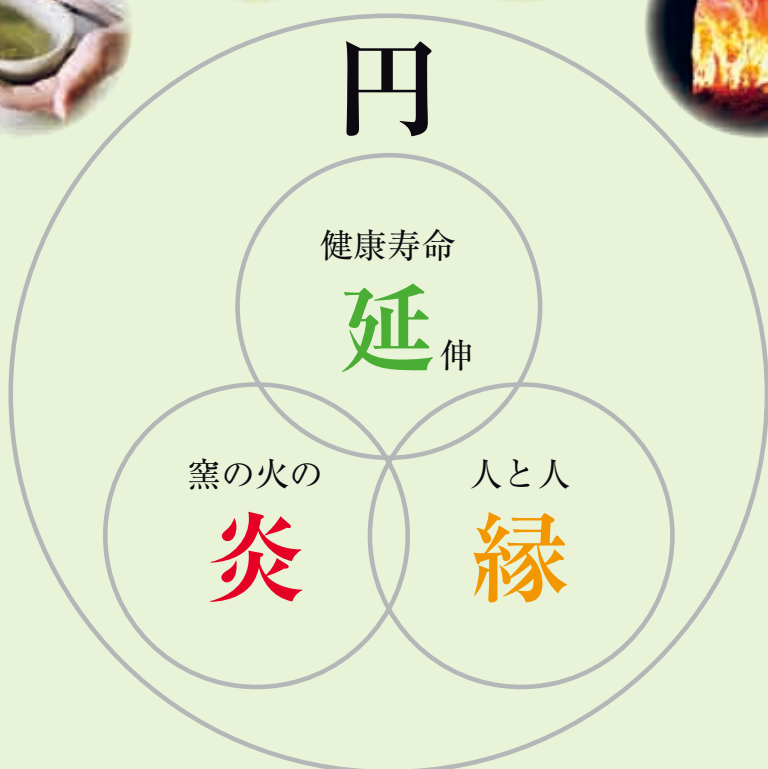 円
健康寿命
延伸
窯の火の
炎
人と人
縁